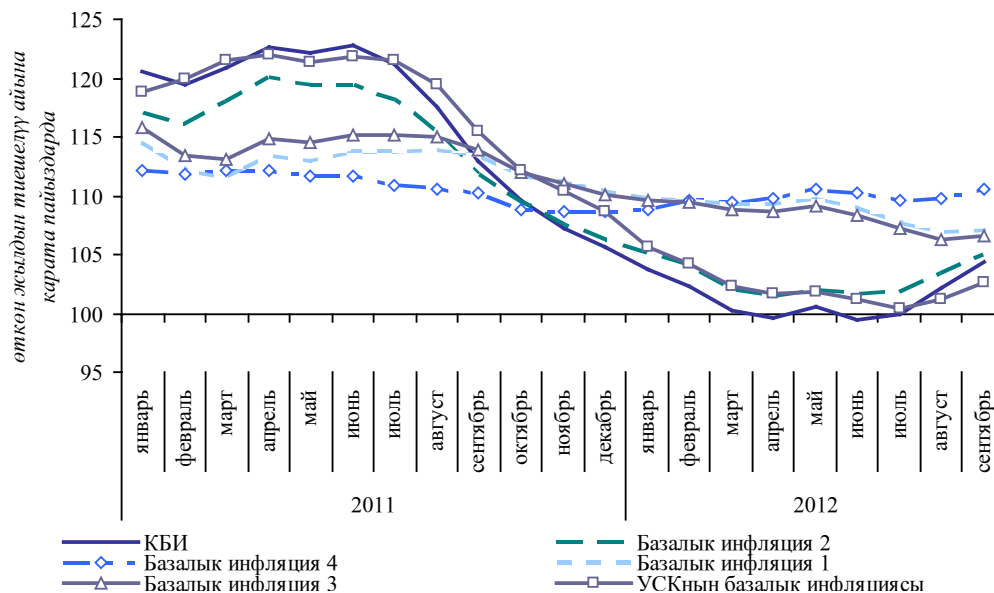 откон жылдын тиешелүү айына
карата пайыздарда
125
120
115
110
105
100
95
январь
февраль
март
апрель
май
июнь
июль
август
сентябрь
октябрь
ноябрь
декабрь
январь
февраль
март
апрель
май
июнь
июль
август
сентябрь
2011
2012
КБИ
Базалык инфляция 2
Базалык инфляция 4
Базалык инфляция 1
Базалык инфляция 3
УСКнын базалык инфляциясы